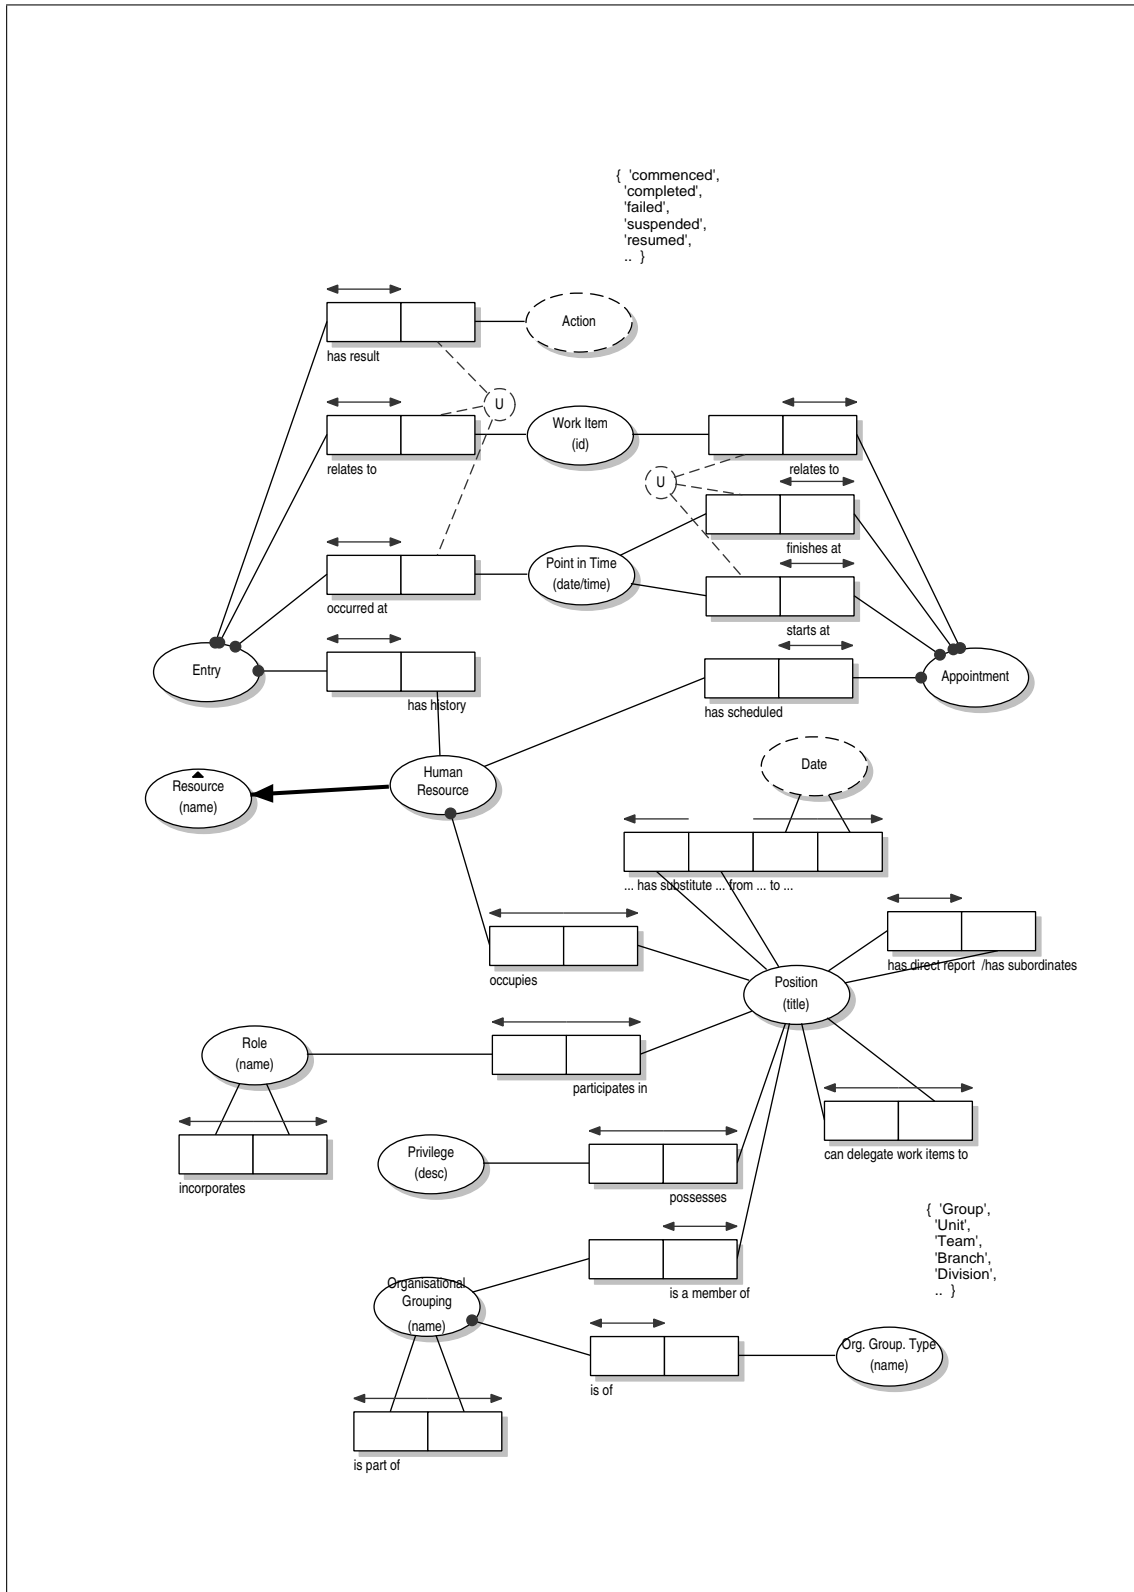 { 'commenced',
'completed',
'failed',
'suspended',
'resumed',
.. }
Action
has result
U
Work Item
(id)
relates to
relates to
U
finishes at
Point in Time
(date/time)
occurred at
starts at
Entry
has history
Appointment
has scheduled
Human
Resource
Date
Resource
(name)
... has substitute ... from ... to ...
has direct report /has subordinates
occupies
Position
(title)
Role
(name)
participates in
can delegate work items to
Privilege
(desc)
incorporates
possesses
{ 'Group',
'Unit',
'Team',
'Branch',
'Division',
.. }
Organisational
Grouping
(name)
is a member of
Org. Group. Type
(name)
is of
is part of